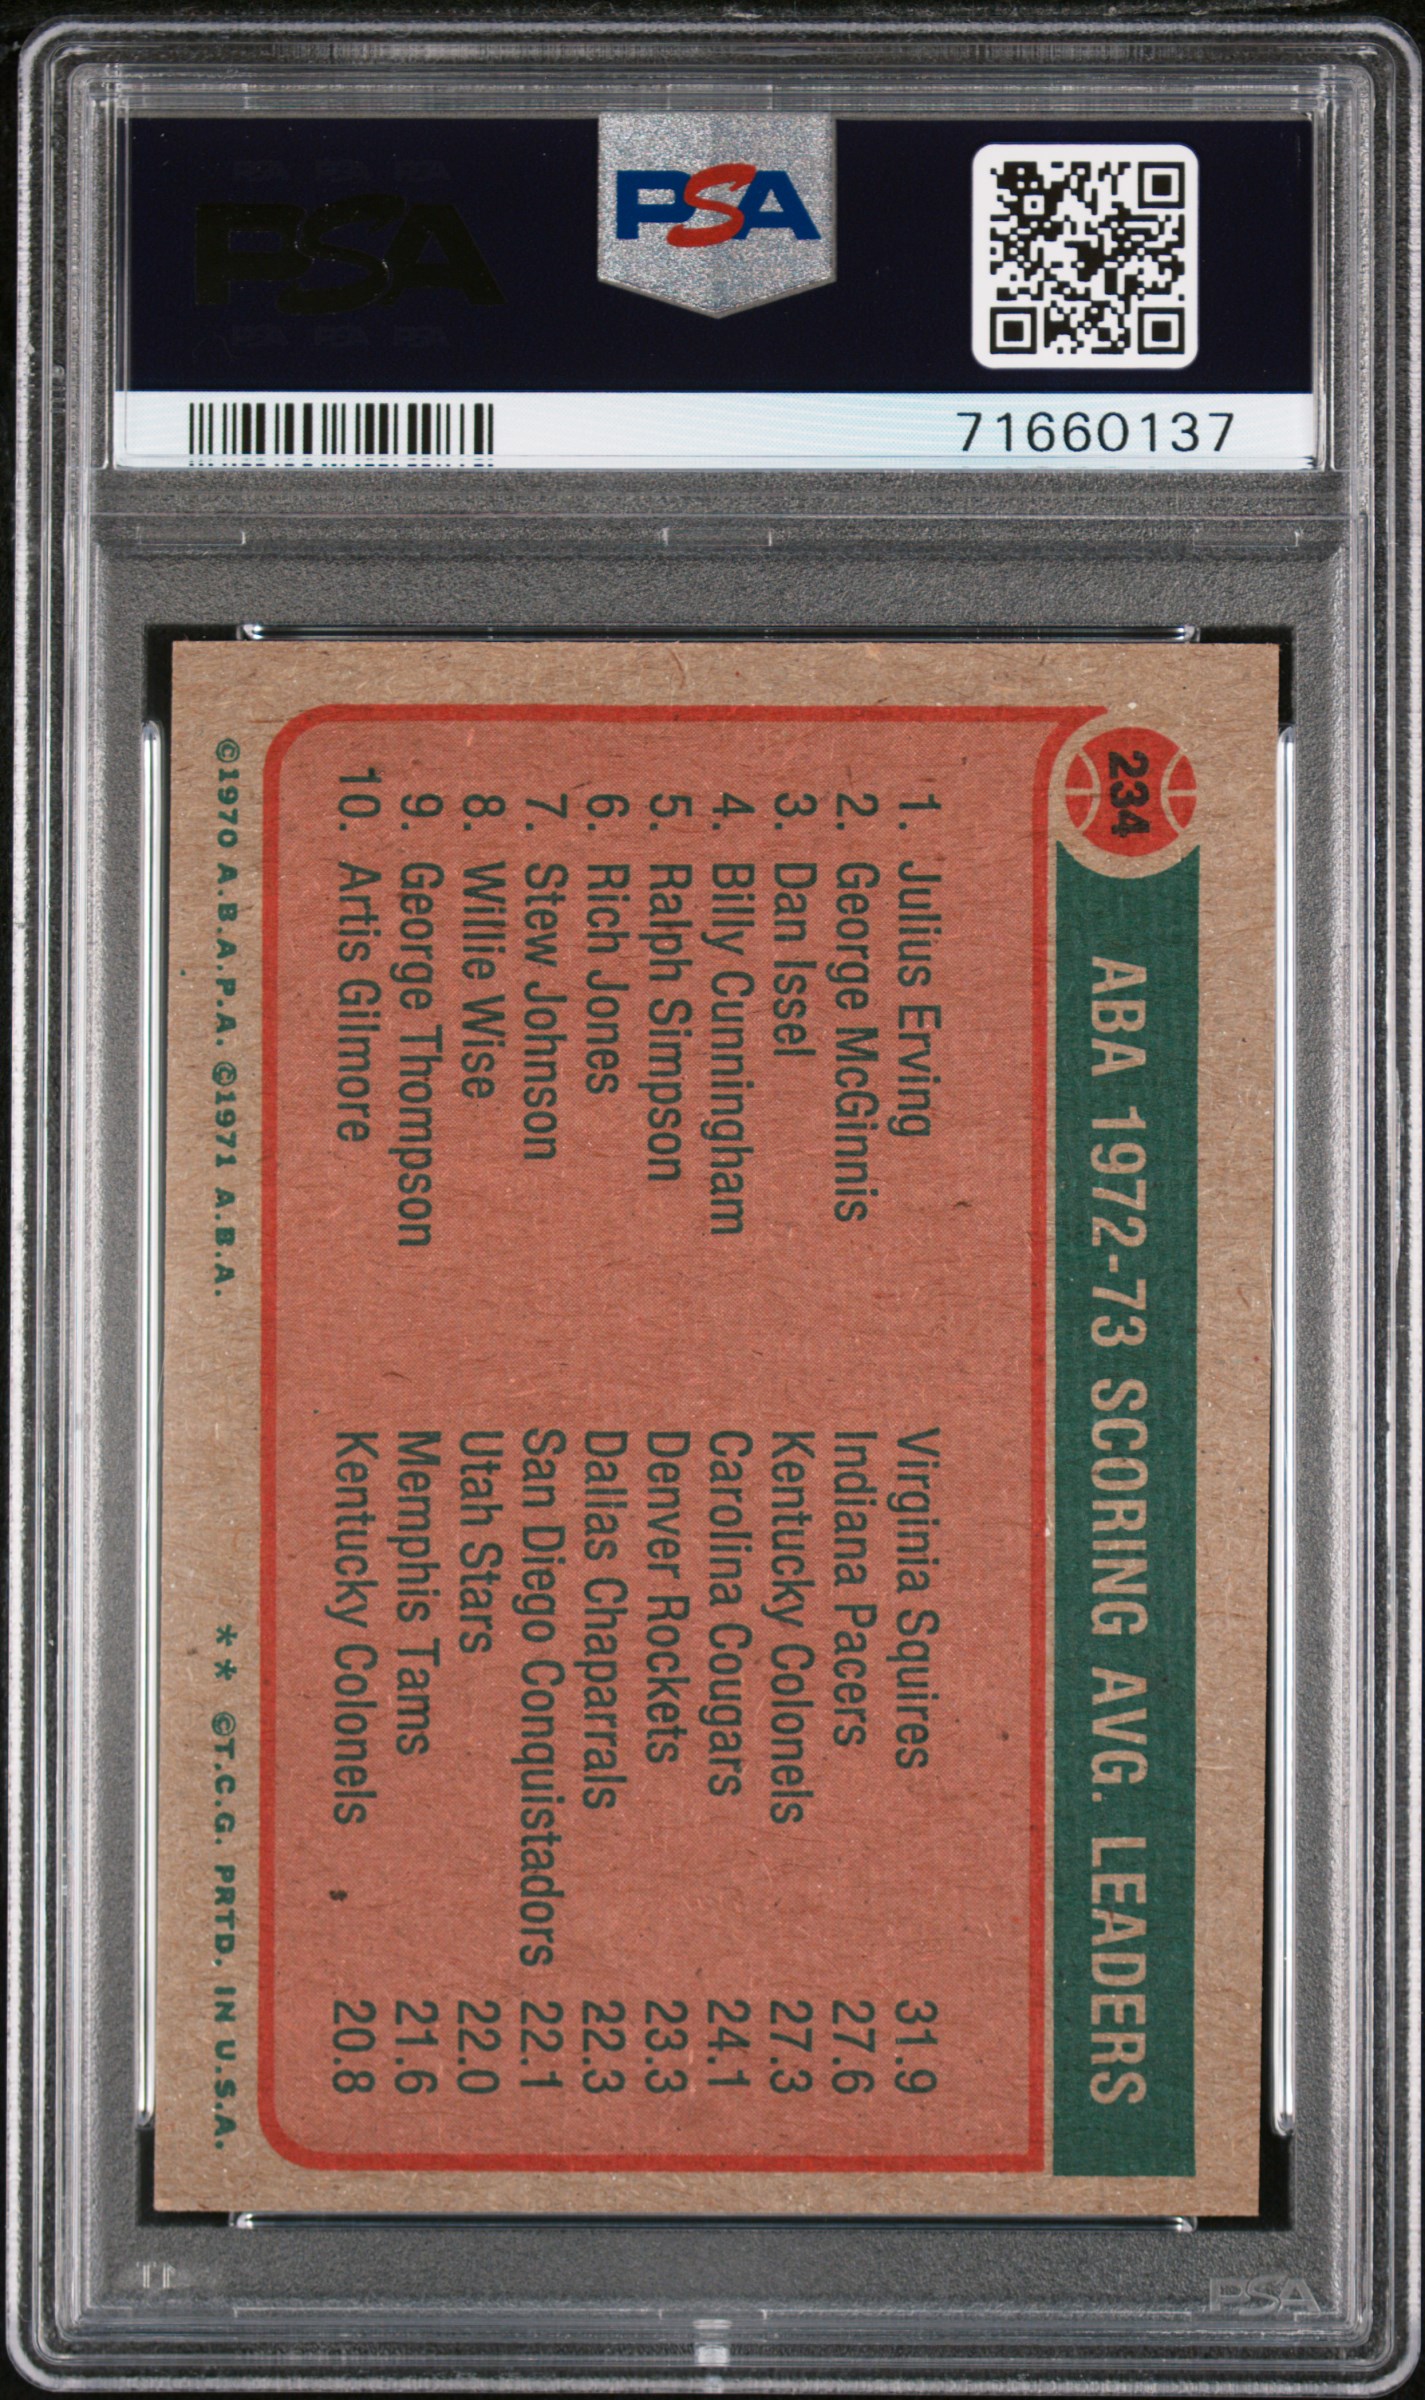 PSA
PSA
71660137
234
ABA 1972-73 SCORING AVG. LEADERS
1. Julius Erving Virginia Squires 31.9
2. George McGinnis Indiana Pacers 27.6
3. Dan Issel Kentucky Colonels 27.3
4. Billy Cunningham Carolina Cougars 24.1
5. Ralph Simpson Denver Rockets 23.3
6. Rich Jones Dallas Chaparrals 22.3
7. Stew Johnson San Diego Conquistadors 22.1
8. Willie Wise Utah Stars 22.0
9. George Thompson Memphis Tams 21.6
10. Artis Gilmore Kentucky Colonels 20.8
©1970 A.B.A.P.A. ©1971 A.B.A. ** ©T.C.G. PRTD. IN U.S.A.
PSA